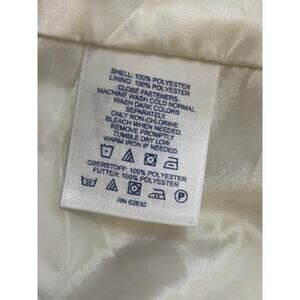 SHELL: 100% POLYESTER
LINING: 100% POLYESTER
CLOSE FASTENERS.
MACHINE WASH COLD NORMAL.
WASH DARK COLORS
SEPARATELY.
ONLY NON-CHLORINE
BLEACH WHEN NEEDED.
REMOVE PROMPTLY.
TUMBLE DRY LOW.
WARM IRON IF NEEDED.
OBERSTOFF: 100% POLYESTER
FUTTER: 100% POLYESTER
P
RN 62830